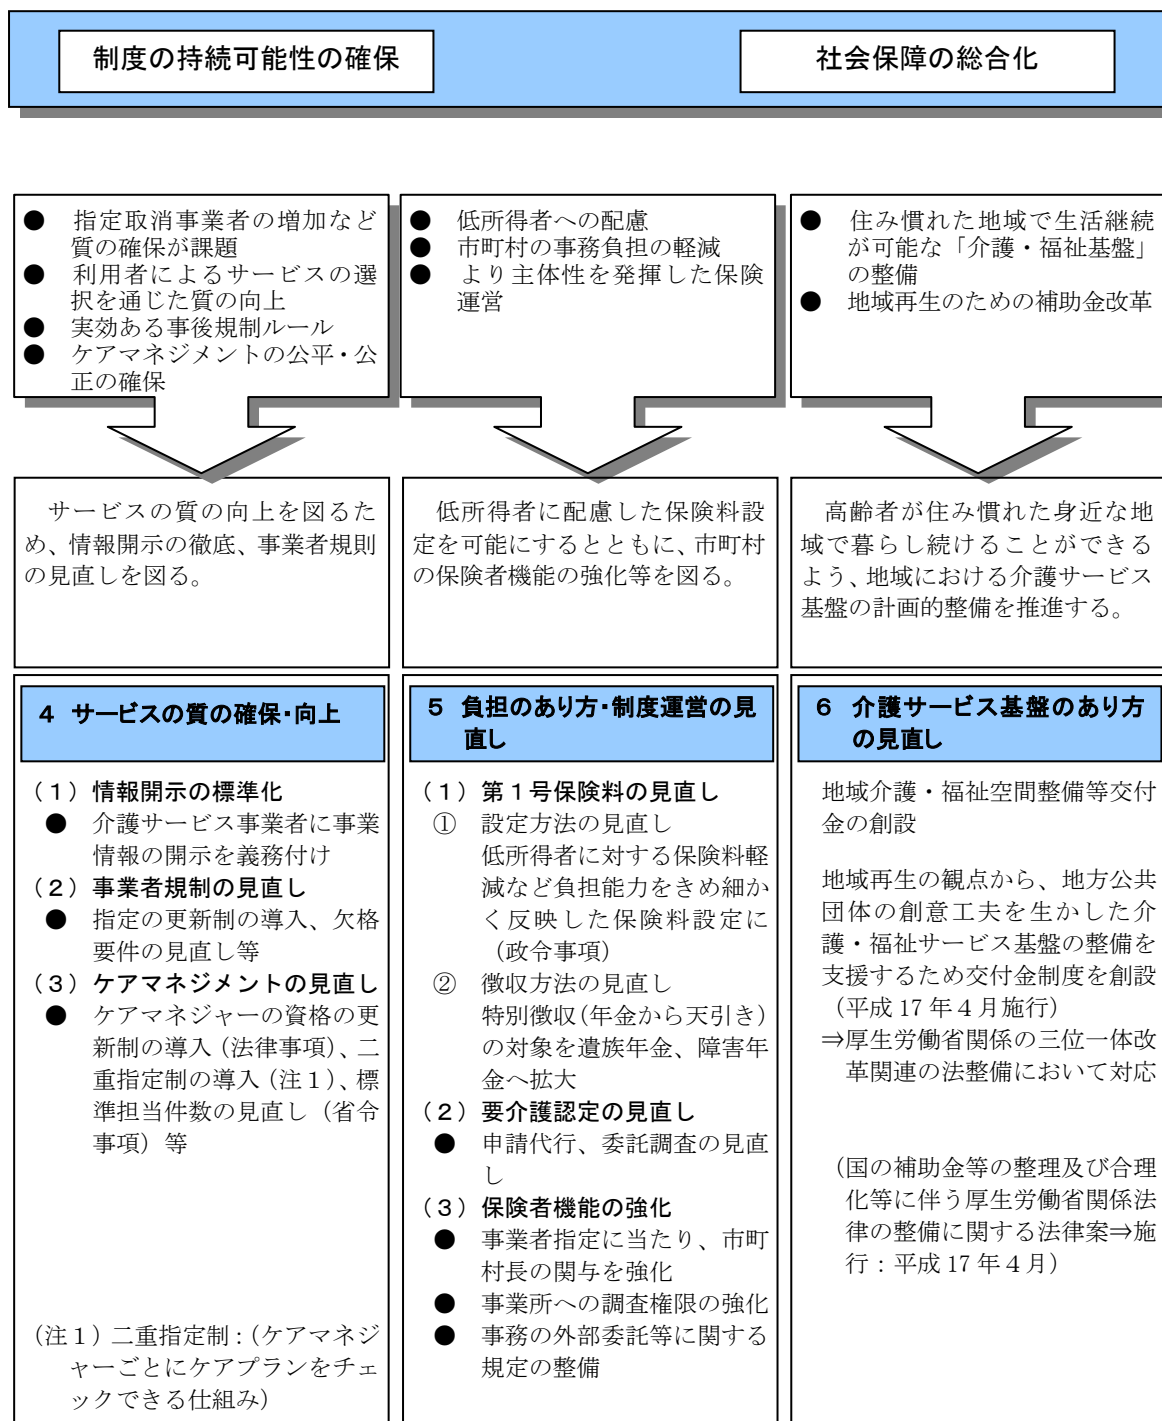 制度の持続可能性の確保
社会保障の総合化
● 指定取消事業者の増加など
質の確保が課題
● 利用者によるサービスの選
択を通じた質の向上
● 実効ある事後規制ルール
● ケアマネジメントの公平・公
正の確保
● 低所得者への配慮
● 市町村の事務負担の軽減
● より主体性を発揮した保険
運営
● 住み慣れた地域で生活継続
が可能な「介護・福祉基盤」
の整備
● 地域再生のための補助金改革
サービスの質の向上を図るた
め、情報開示の徹底、事業者規則
の見直しを図る。
低所得者に配慮した保険料設
定を可能にするとともに、市町村
の保険者機能の強化等を図る。
高齢者が住み慣れた身近な地
域で暮らし続けることができる
よう、地域における介護サービス
基盤の計画的整備を推進する。
4 サービスの質の確保・向上
(1)情報開示の標準化
● 介護サービス事業者に事業
情報の開示を義務付け
(2)事業者規制の見直し
● 指定の更新制の導入、欠格
要件の見直し等
(3)ケアマネジメントの見直し
● ケアマネジャーの資格の更
新制の導入(法律事項)、二
重指定制の導入(注1)、標
準担当件数の見直し(省令
事項)等
(注1)二重指定制:(ケアマネジ
ャーごとにケアプランをチェ
ックできる仕組み)
5 負担のあり方・制度運営の見
直し
(1)第1号保険料の見直し
① 設定方法の見直し
低所得者に対する保険料軽
減など負担能力をきめ細か
く反映した保険料設定に
(政令事項)
② 徴収方法の見直し
特別徴収(年金から天引き)
の対象を遺族年金、障害年
金へ拡大
(2)要介護認定の見直し
● 申請代行、委託調査の見直
し
(3)保険者機能の強化
● 事業者指定に当たり、市町
村長の関与を強化
● 事業所への調査権限の強化
● 事務の外部委託等に関する
規定の整備
6 介護サービス基盤のあり方
の見直し
地域介護・福祉空間整備等交付
金の創設
地域再生の観点から、地方公共
団体の創意工夫を生かした介
護・福祉サービス基盤の整備を
支援するため交付金制度を創設
(平成17年4月施行)
⇒厚生労働省関係の三位一体改
革関連の法整備において対応
(国の補助金等の整理及び合理
化等に伴う厚生労働省関係法
律の整備に関する法律案⇒施
行:平成17年4月)